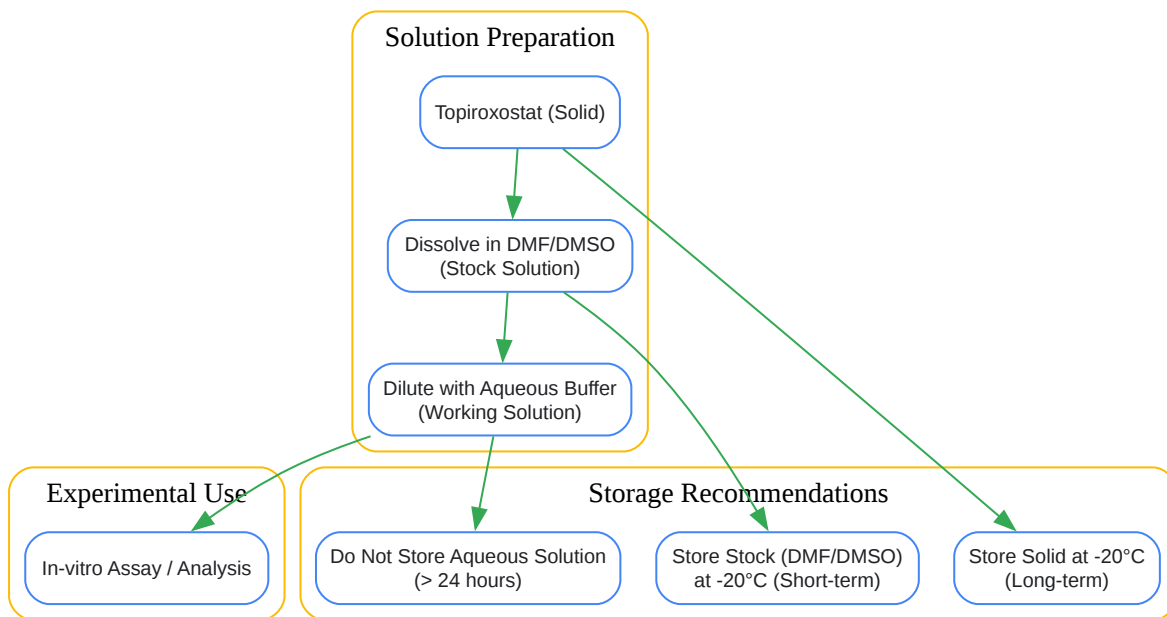 Solution Preparation
Topiroxostat (Solid)
Dissolve in DMF/DMSO
(Stock Solution)
Dilute with Aqueous Buffer
(Working Solution)
Experimental Use
In-vitro Assay / Analysis
Storage Recommendations
Do Not Store Aqueous Solution
(> 24 hours)
Store Stock (DMF/DMSO)
at -20°C (Short-term)
Store Solid at -20°C
(Long-term)